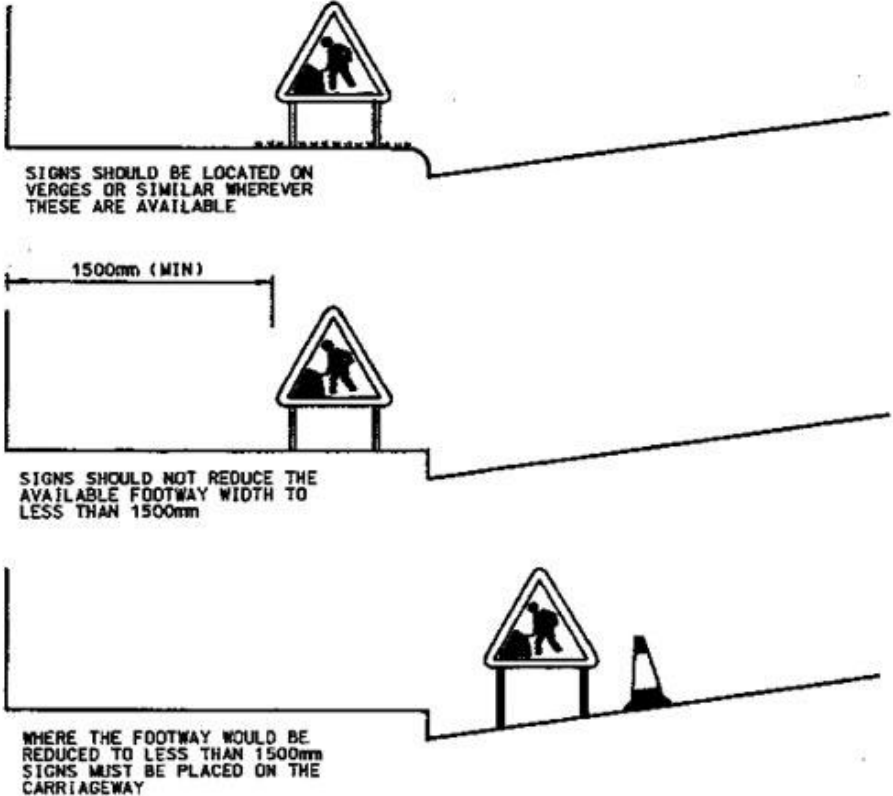 SIGNS SHOULD BE LOCATED ON
VERGES OR SIMILAR WHEREVER
THESE ARE AVAILABLE
1500mm (MIN)
SIGNS SHOULD NOT REDUCE THE
AVAILABLE FOOTWAY WIDTH TO
LESS THAN 1500mm
WHERE THE FOOTWAY WOULD BE
REDUCED TO LESS THAN 1500mm
SIGNS MUST BE PLACED ON THE
CARRIAGEWAY